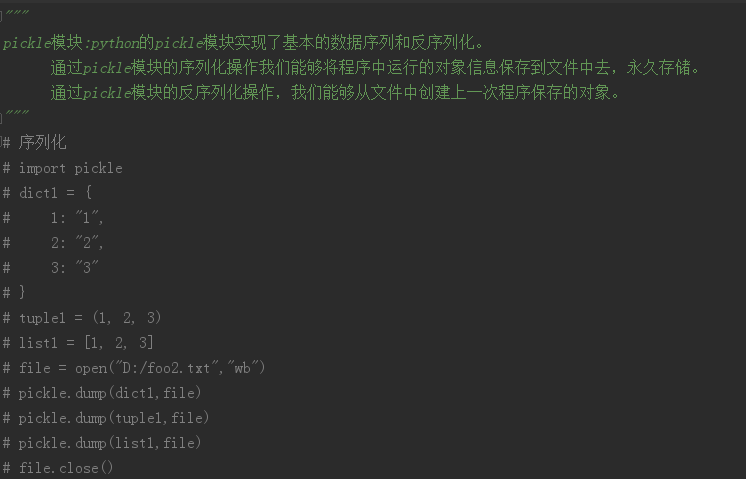 """
pickle模块:python的pickle模块实现了基本的数据序列和反序列化。
     通过pickle模块的序列化操作我们能够将程序中运行的对象信息保存到文件中去，永久存储。
     通过pickle模块的反序列化操作，我们能够从文件中创建上一次程序保存的对象。
"""
# 序列化
# import pickle
# dict1 = {
#     1: "1",
#     2: "2",
#     3: "3"
# }
# tuple1 = (1, 2, 3)
# list1 = [1, 2, 3]
# file = open("D:/foo2.txt","wb")
# pickle.dump(dict1,file)
# pickle.dump(tuple1,file)
# pickle.dump(list1,file)
# file.close()